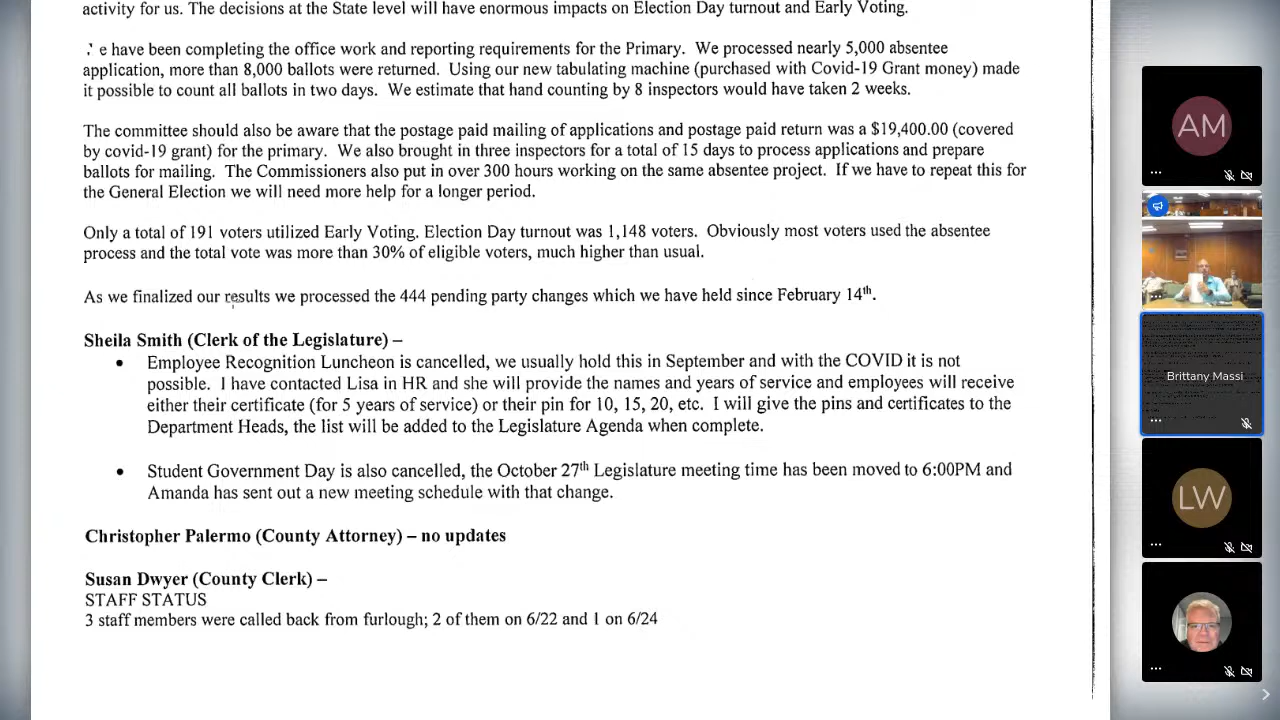 activity for us. The decisions at the State level will have enormous impacts on Election Day turnout and Early Voting.
e have been completing the office work and reporting requirements for the Primary. We processed nearly 5,000 absentee
application, more than 8,000 ballots were returned. Using our new tabulating machine (purchased with Covid-19 Grant money) made
it possible to count all ballots in two days. We estimate that hand counting by 8 inspectors would have taken 2 weeks.
The committee should also be aware that the postage paid mailing of applications and postage paid return was a $19,400.00 (covered
by covid-19 grant) for the primary. We also brought in three inspectors for a total of 15 days to process applications and prepare
ballots for mailing. The Commissioners also put in over 300 hours working on the same absentee project. If we have to repeat this for
the General Election we will need more help for a longer period.
Only a total of 191 voters utilized Early Voting. Election Day turnout was 1,148 voters. Obviously most voters used the absentee
process and the total vote was more than 30% of eligible voters, much higher than usual.
As we finalized our results we processed the 444 pending party changes which we have held since February 14th.
Sheila Smith (Clerk of the Legislature) –
• Employee Recognition Luncheon is cancelled, we usually hold this in September and with the COVID it is not
possible. I have contacted Lisa in HR and she will provide the names and years of service and employees will receive
either their certificate (for 5 years of service) or their pin for 10, 15, 20, etc. I will give the pins and certificates to the
Department Heads, the list will be added to the Legislature Agenda when complete.
• Student Government Day is also cancelled, the October 27th Legislature meeting time has been moved to 6:00PM and
Amanda has sent out a new meeting schedule with that change.
Christopher Palermo (County Attorney) – no updates
Susan Dwyer (County Clerk) –
STAFF STATUS
3 staff members were called back from furlough; 2 of them on 6/22 and 1 on 6/24
AM
Brittany Massi
LW